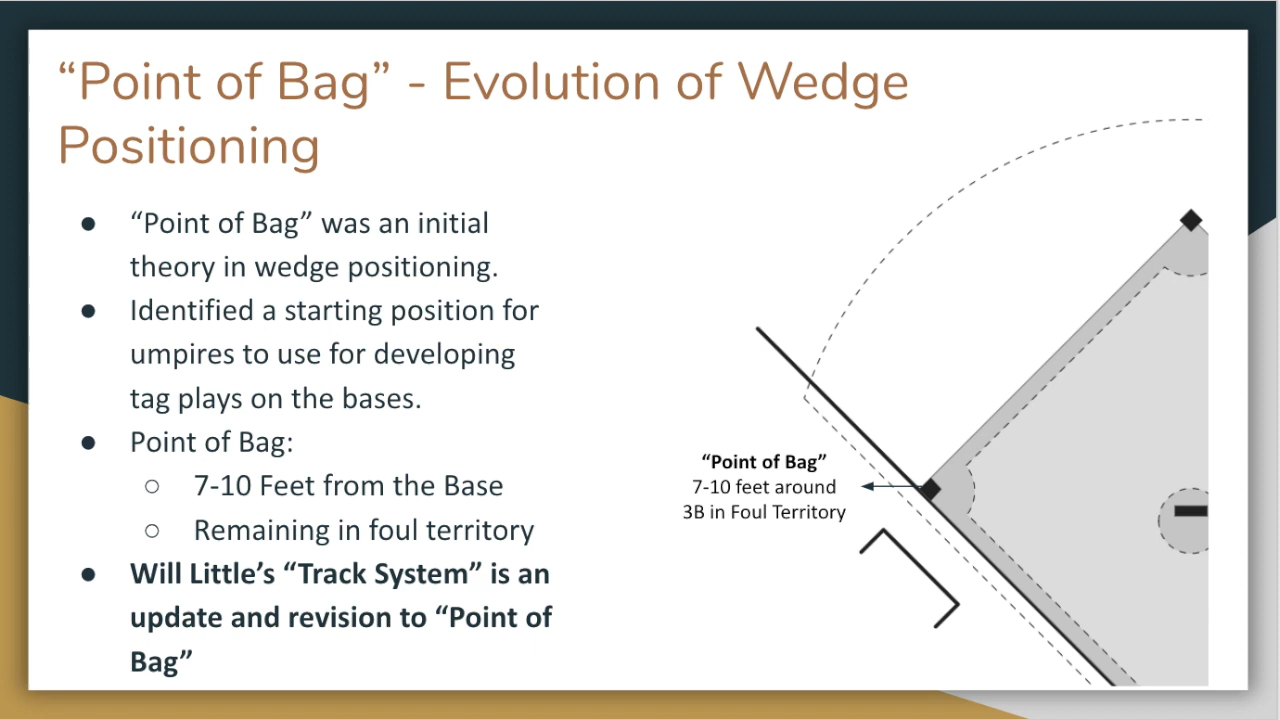 “Point of Bag” - Evolution of Wedge
Positioning
● “Point of Bag” was an initial
theory in wedge positioning.
● Identified a starting position for
umpires to use for developing
tag plays on the bases.
● Point of Bag:
○ 7-10 Feet from the Base
○ Remaining in foul territory
● Will Little’s “Track System” is an
update and revision to “Point of
Bag”
“Point of Bag”
7-10 feet around
3B in Foul Territory